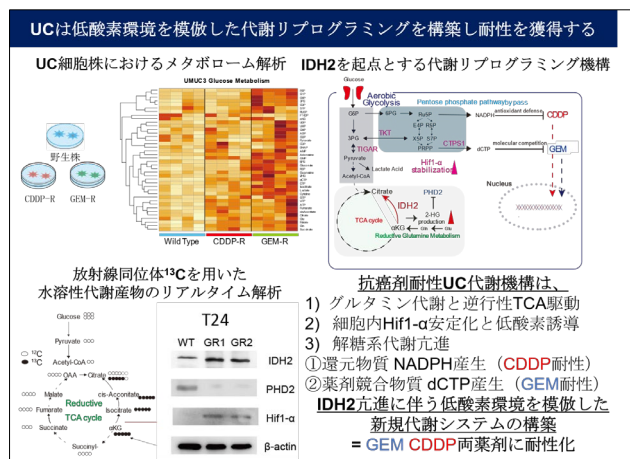 UCは低酸素環境を模倣した代謝リプログラミングを構築し耐性を獲得する
UC細胞株におけるメタボローム解析
UMUC3 Glucose Metabolism
野生株
CDDP-R
GEM-R
Wild Type
CDDP-R
GEM-R
IDH2を起点とする代謝リプログラミング機構
Glucose
Aerobic
Glycolysis
Pentose phosphate pathway bypass
G6P
6PG
Ru5P
NADPH
antioxidant defense
CDDP
E4P
R5P
3PG
TKT
X5P
S7P
CTPS1
molecular competition
TIGAR
PRPP
dCTP
GEM
Pyruvate
Lactate Acid
Hif1-α
stabilization
Acetyl-CoA
Nucleus
Citrate
PHD2
IDH2
TCA cycle
2-HG
production
αKG
Gln
Gln
Reductive Glutamine Metabolism
放射線同位体¹³Cを用いた
水溶性代謝産物のリアルタイム解析
Glucose
¹²C
¹³C
Pyruvate
Acetyl-CoA
OAA
Citrate
Malate
cis-Acconitate
Fumarate
Reductive
TCA cycle
Isocitrate
αKG
Succinate
Succinyl-
T24
WT
GR1
GR2
IDH2
PHD2
Hif1-α
β-actin
抗癌剤耐性UC代謝機構は、
1) グルタミン代謝と逆行性TCA駆動
2) 細胞内Hif1-α安定化と低酸素誘導
3) 解糖系代謝亢進
①還元物質 NADPH産生（CDDP耐性）
②薬剤競合物質 dCTP産生（GEM耐性）
IDH2亢進に伴う低酸素環境を模倣した
新規代謝システムの構築
= GEM CDDP両薬剤に耐性化